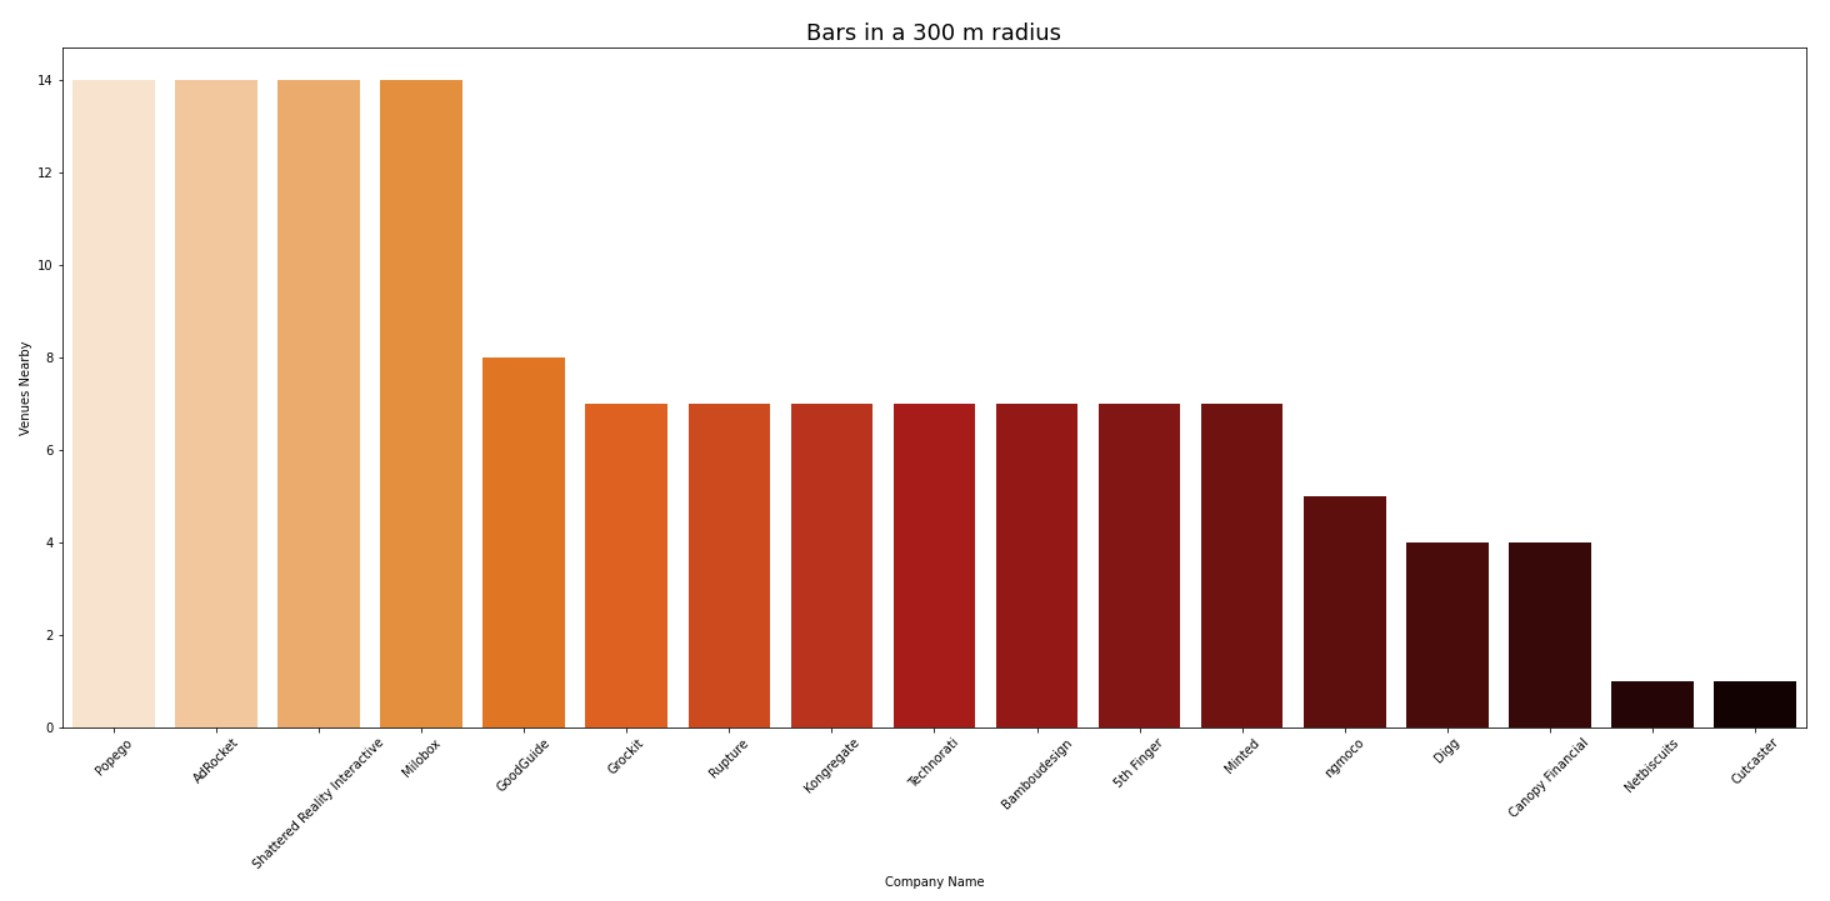 Bars in a 300 m radius
Venues Nearby
14
12
10
8
6
4
2
0
Popego
AdRocket
Shattered Reality Interactive
Milobox
GoodGuide
Grockit
Rupture
Kongregate
Technorati
Bamboudesign
5th Finger
Minted
ngmoco
Digg
Canopy Financial
Netbiscuits
Cutcaster
Company Name